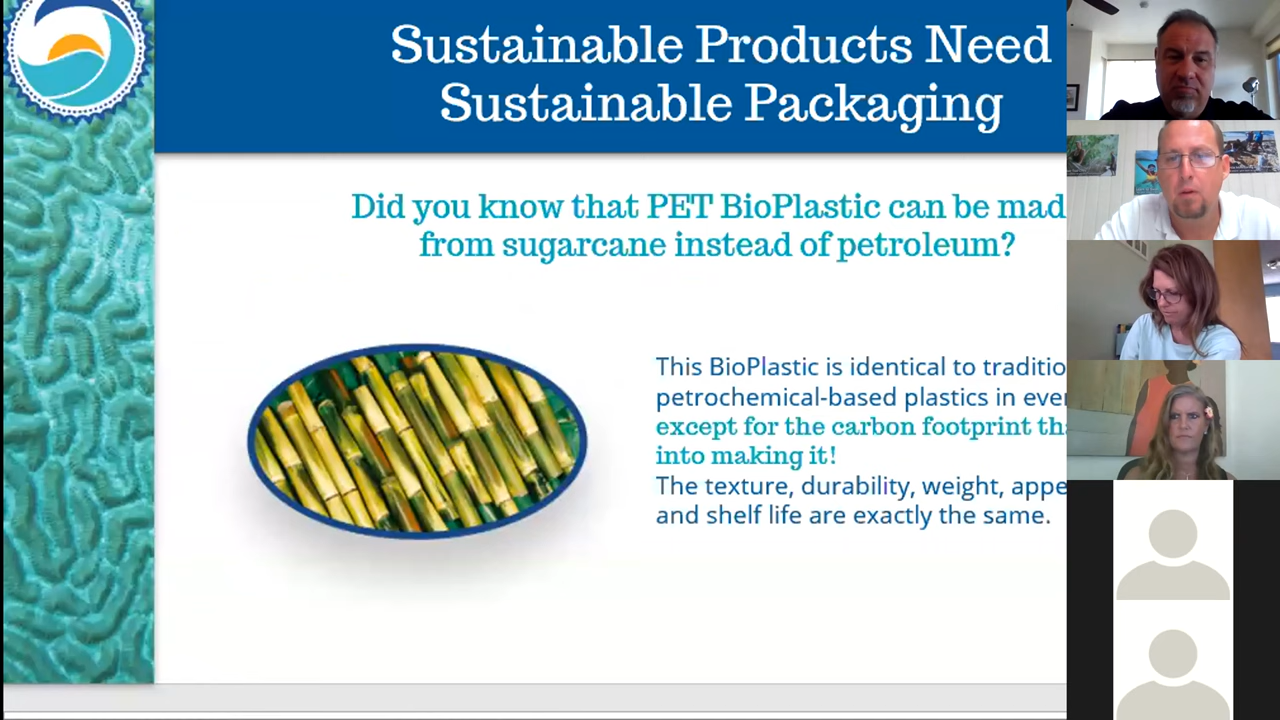 Sustainable Products Need
Sustainable Packaging
Did you know that PET BioPlastic can be mad
from sugarcane instead of petroleum?
This BioPlastic is identical to traditio
petrochemical-based plastics in eve
except for the carbon footprint tha
into making it!
The texture, durability, weight, appe
and shelf life are exactly the same.